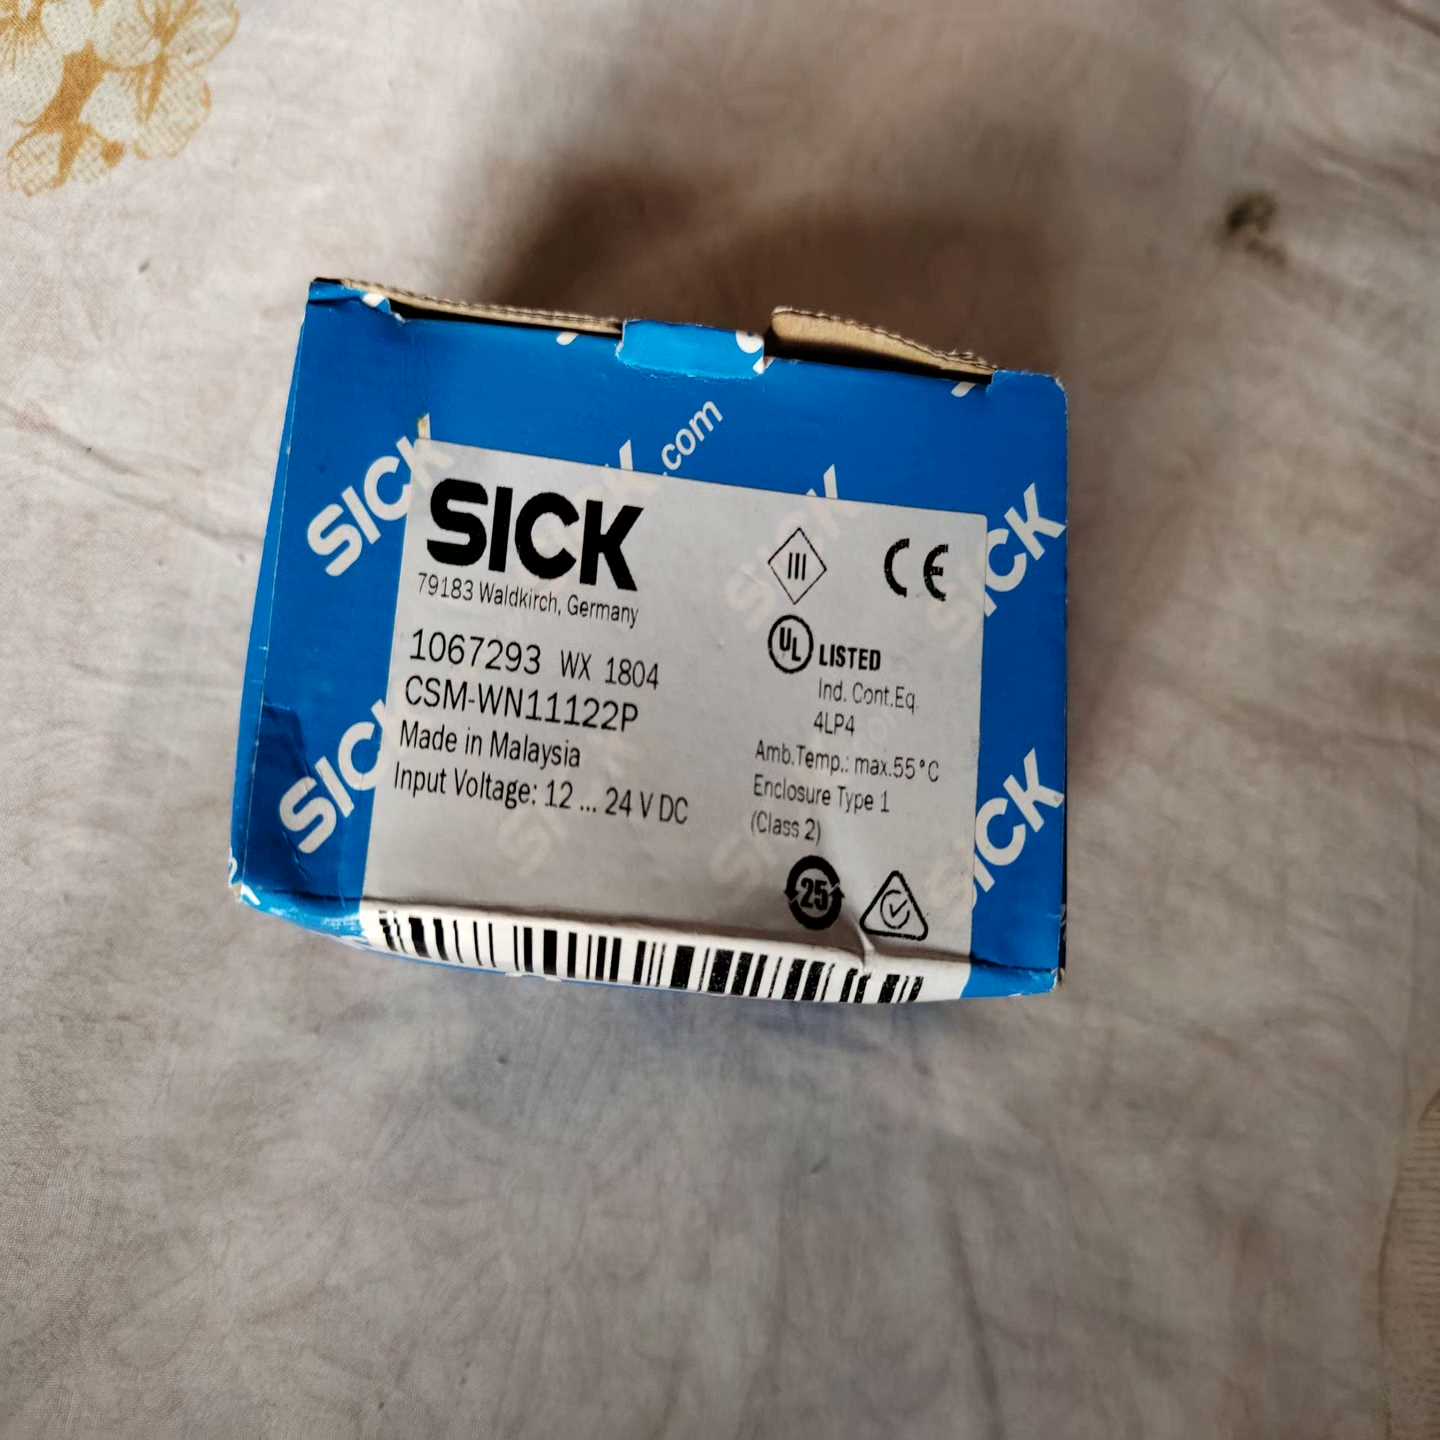 SICK
.com
SICK
SICK
79183 Waldkirch, Germany
1067293 WX 1804
CSM-WN11122P
Made in Malaysia
Input Voltage: 12 ... 24 V DC
III
CE
UL LISTED
Ind. Cont.Eq.
4LP4
Amb.Temp.: max.55°C
Enclosure Type 1
(Class 2)
25
SICK
SICK
SICK